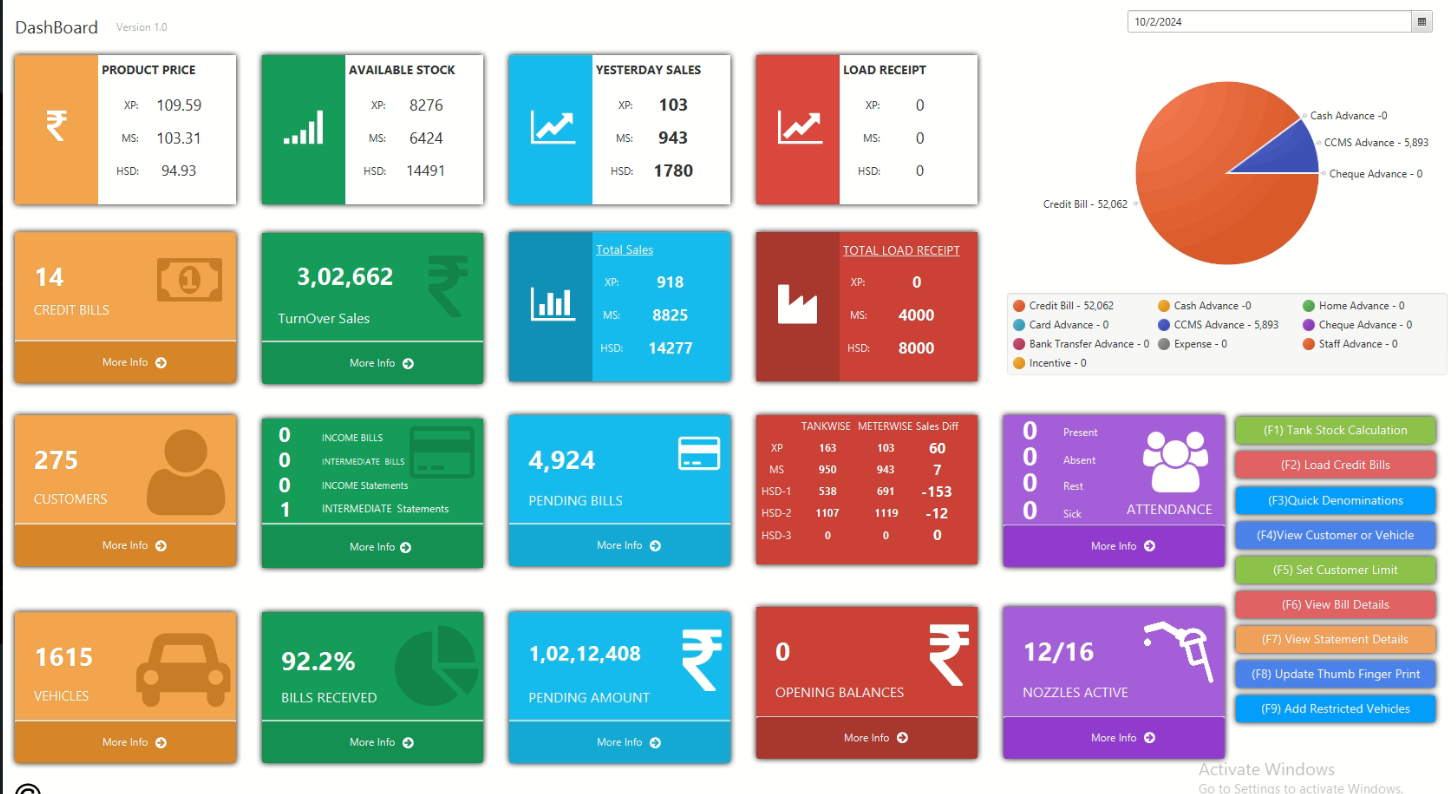 DashBoard Version 1.0
10/2/2024
PRODUCT PRICE
XP: 109.59
MS: 103.31
HSD: 94.93
AVAILABLE STOCK
XP: 8276
MS: 6424
HSD: 14491
YESTERDAY SALES
XP: 103
MS: 943
HSD: 1780
LOAD RECEIPT
XP: 0
MS: 0
HSD: 0
Cash Advance -0
CCMS Advance - 5,893
Cheque Advance - 0
Credit Bill - 52,062
14
CREDIT BILLS
More Info
3,02,662
TurnOver Sales
More Info
Total Sales
XP: 918
MS: 8825
HSD: 14277
TOTAL LOAD RECEIPT
XP: 0
MS: 4000
HSD: 8000
Credit Bill - 52,062 Cash Advance -0 Home Advance - 0
Card Advance - 0 CCMS Advance - 5,893 Cheque Advance - 0
Bank Transfer Advance - 0 Expense - 0 Staff Advance - 0
Incentive - 0
275
CUSTOMERS
More Info
0 INCOME BILLS
0 INTERMEDIATE BILLS
0 INCOME Statements
1 INTERMEDIATE Statements
More Info
4,924
PENDING BILLS
More Info
TANKWISE METERWISE Sales Diff
XP 163 103 60
MS 950 943 7
HSD-1 538 691 -153
HSD-2 1107 1119 -12
HSD-3 0 0 0
0 Present
0 Absent
0 Rest
0 Sick
ATTENDANCE
More Info
(F1) Tank Stock Calculation
(F2) Load Credit Bills
(F3)Quick Denominations
(F4)View Customer or Vehicle
(F5) Set Customer Limit
(F6) View Bill Details
(F7) View Statement Details
(F8) Update Thumb Finger Print
(F9) Add Restricted Vehicles
1615
VEHICLES
More Info
92.2%
BILLS RECEIVED
More Info
1,02,12,408
PENDING AMOUNT
More Info
0
OPENING BALANCES
More Info
12/16
NOZZLES ACTIVE
More Info
Activate Windows
Go to Settings to activate Windows.